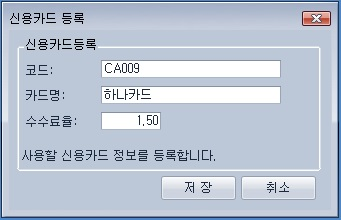 신용카드 등록
신용카드등록
코드: CA009
카드명: 하나카드
수수료율: 1.50
사용할 신용카드 정보를 등록합니다.
저 장 취소